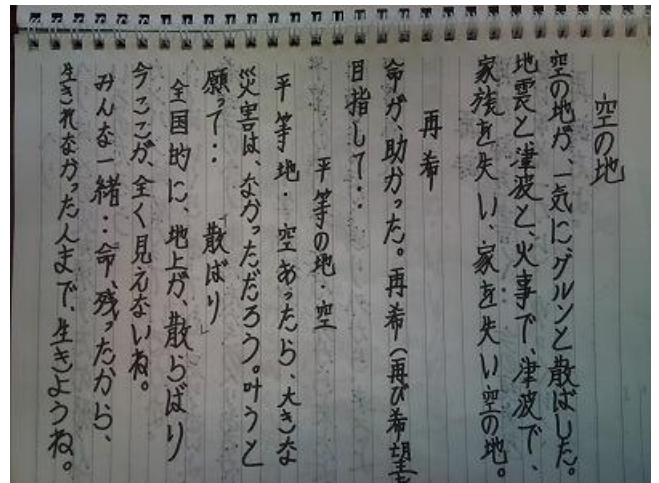 空の地
空の地が、一気に、グルンと散ばした。
地震と津波と、火事で、津波で、
家族を失い、家を失い空の地。
再希
命が、助かった。再希(再び希望を
目指して‥
平等の地・空
平等地・空あったら、大きな
災害は、なかっただろう。叶うと
願って‥「散ばり」
全国的に、地上が、散らばり
今ここが、全く見えないね。
みんな一緒‥命、残ったから、
生きれなかった人まで、生きようね。